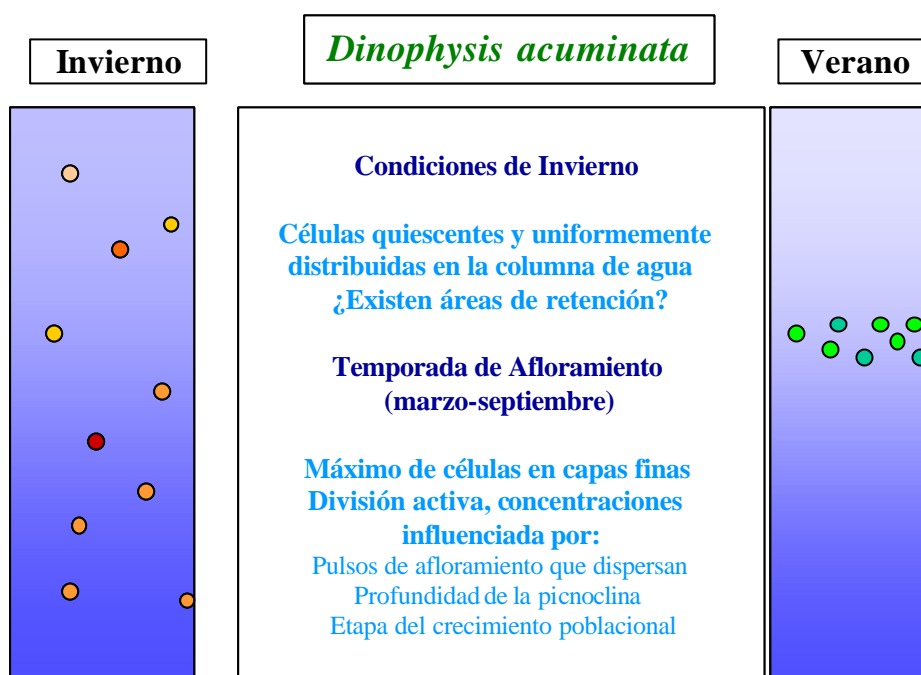 Invierno
Dinophysis acuminata
Verano
Condiciones de Invierno
Células quiescentes y uniformemente
distribuidas en la columna de agua
¿Existen áreas de retención?
Temporada de Afloramiento
(marzo-septiembre)
Máximo de células en capas finas
División activa, concentraciones
influenciada por:
Pulsos de afloramiento que dispersan
Profundidad de la picnoclina
Etapa del crecimiento poblacional